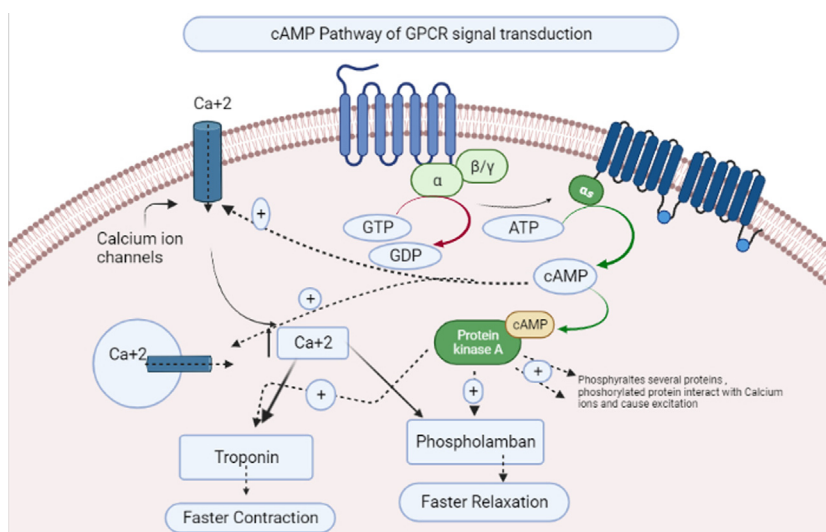 cAMP Pathway of GPCR signal transduction
Ca+2
β/γ
α
αs
GTP
ATP
GDP
Calcium ion
channels
+
cAMP
+
cAMP
Protein
kinase A
Ca+2
Ca+2
+
+
+
Phosphyraltes several proteins ,
phoshorylated protein interact with Calcium
ions and cause excitation
Troponin
Phospholamban
Faster Contraction
Faster Relaxation